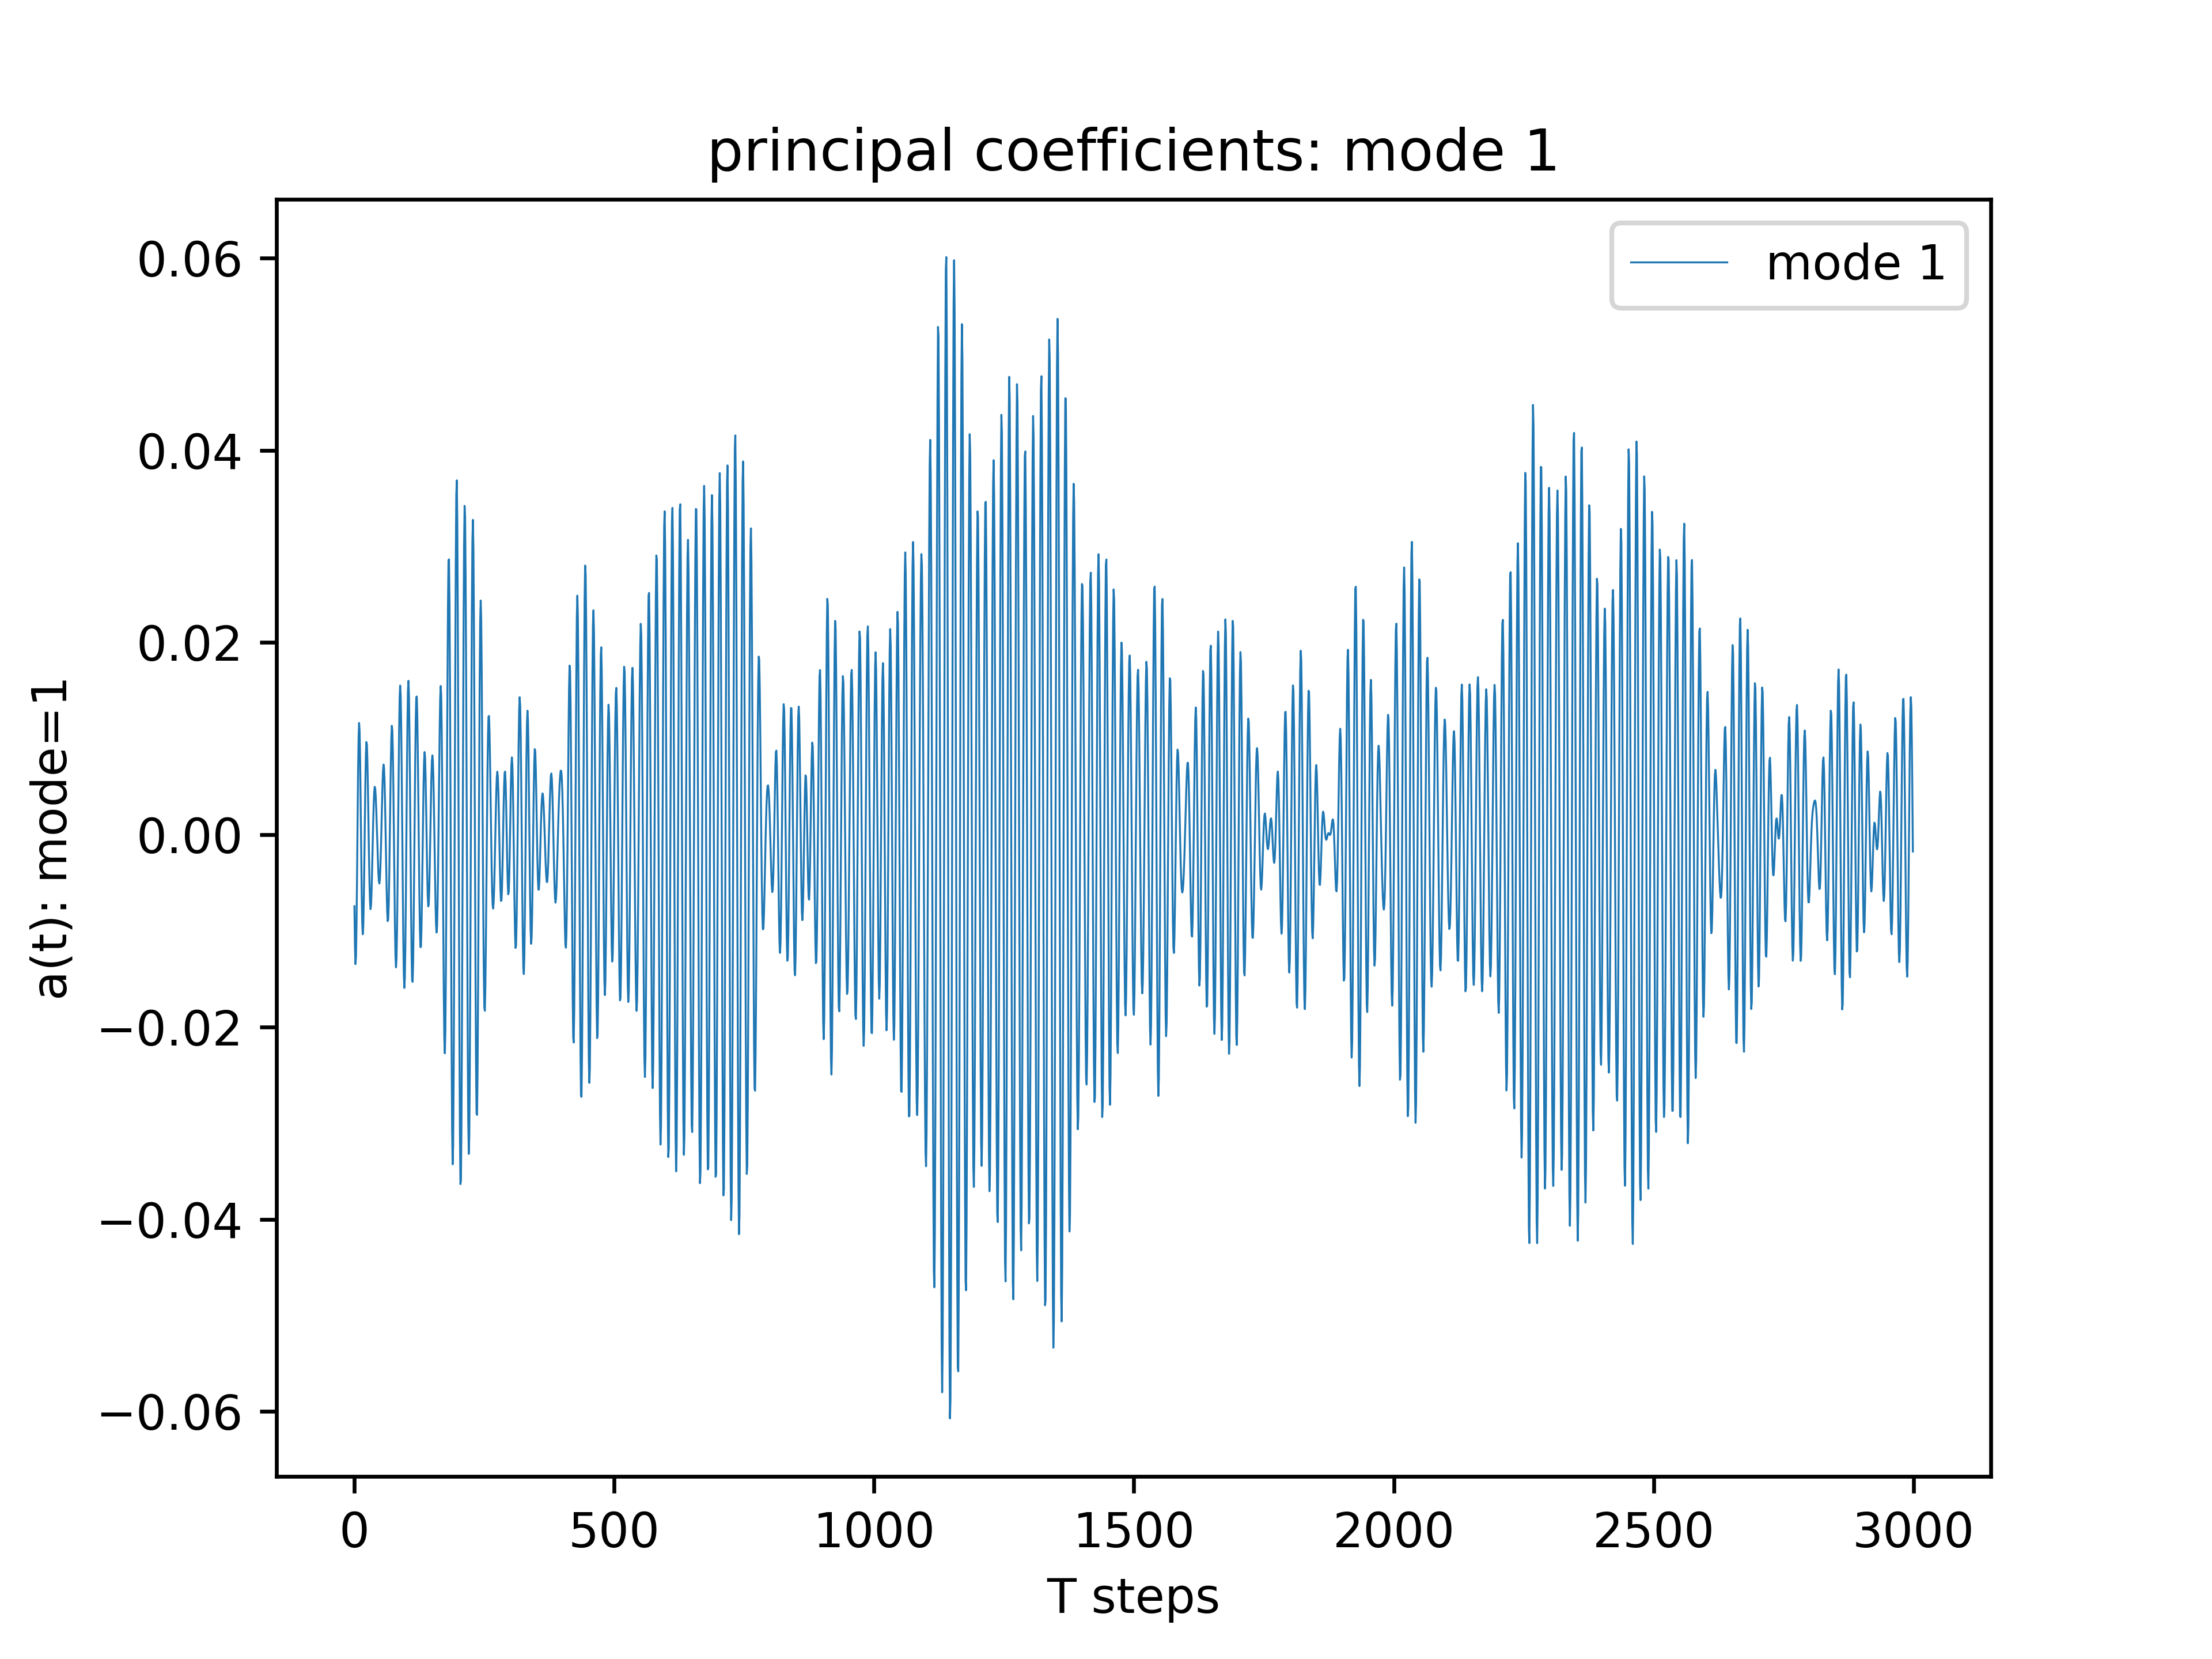 principal coefficients: mode 1
mode 1
0.06
0.04
0.02
0.00
−0.02
−0.04
−0.06
a(t): mode=1
0 500 1000 1500 2000 2500 3000
T steps